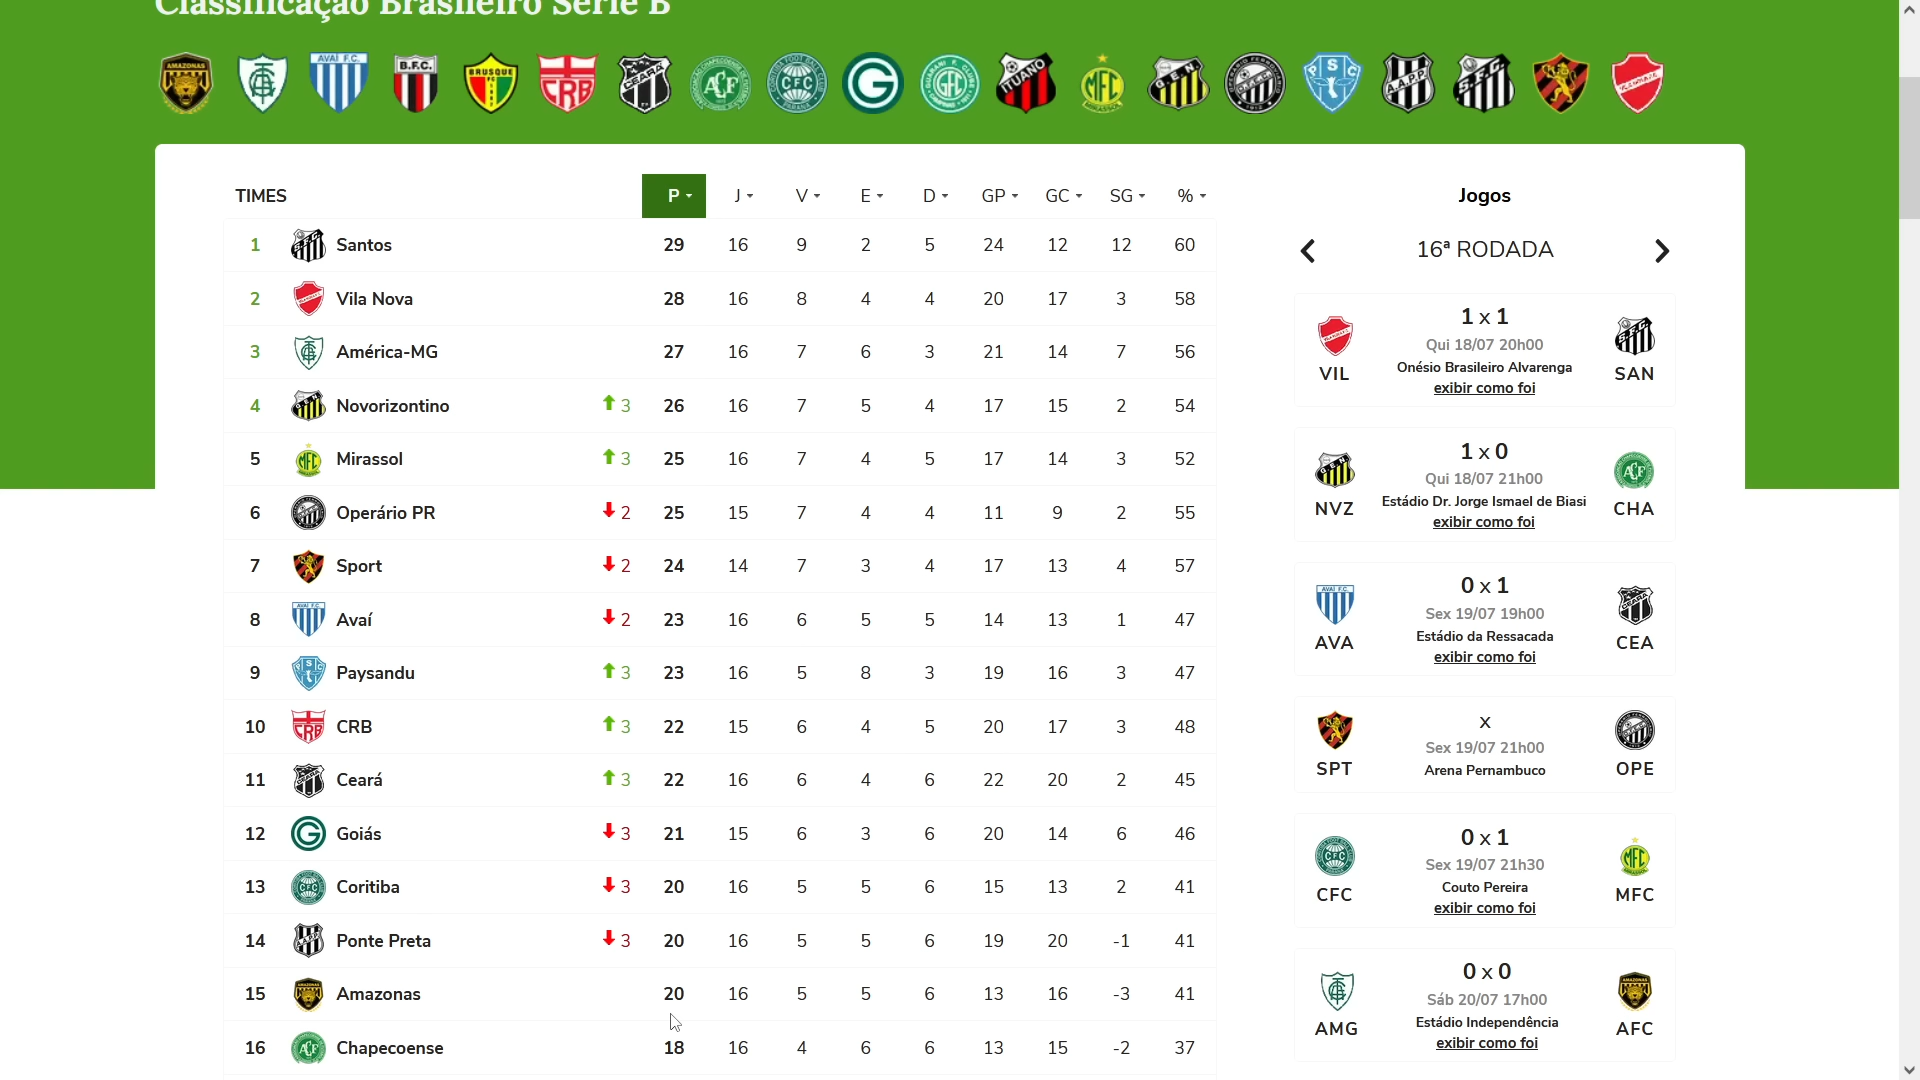 Classificação Brasileiro Série B
TIMES P J V E D GP GC SG %
1 Santos 29 16 9 2 5 24 12 12 60
2 Vila Nova 28 16 8 4 4 20 17 3 58
3 América-MG 27 16 7 6 3 21 14 7 56
4 Novorizontino 3 26 16 7 5 4 17 15 2 54
5 Mirassol 3 25 16 7 4 5 17 14 3 52
6 Operário PR 2 25 15 7 4 4 11 9 2 55
7 Sport 2 24 14 7 3 4 17 13 4 57
8 Avaí 2 23 16 6 5 5 14 13 1 47
9 Paysandu 3 23 16 5 8 3 19 16 3 47
10 CRB 3 22 15 6 4 5 20 17 3 48
11 Ceará 3 22 16 6 4 6 22 20 2 45
12 Goiás 3 21 15 6 3 6 20 14 6 46
13 Coritiba 3 20 16 5 5 6 15 13 2 41
14 Ponte Preta 3 20 16 5 5 6 19 20 -1 41
15 Amazonas 20 16 5 5 6 13 16 -3 41
16 Chapecoense 18 16 4 6 6 13 15 -2 37
Jogos
16ª RODADA
1 x 1
Qui 18/07 20h00
Onésio Brasileiro Alvarenga
VIL SAN
exibir como foi
1 x 0
Qui 18/07 21h00
Estádio Dr. Jorge Ismael de Biasi
NVZ CHA
exibir como foi
0 x 1
Sex 19/07 19h00
Estádio da Ressacada
AVA CEA
exibir como foi
x
Sex 19/07 21h00
SPT Arena Pernambuco OPE
0 x 1
Sex 19/07 21h30
Couto Pereira
CFC MFC
exibir como foi
0 x 0
Sáb 20/07 17h00
Estádio Independência
AMG AFC
exibir como foi